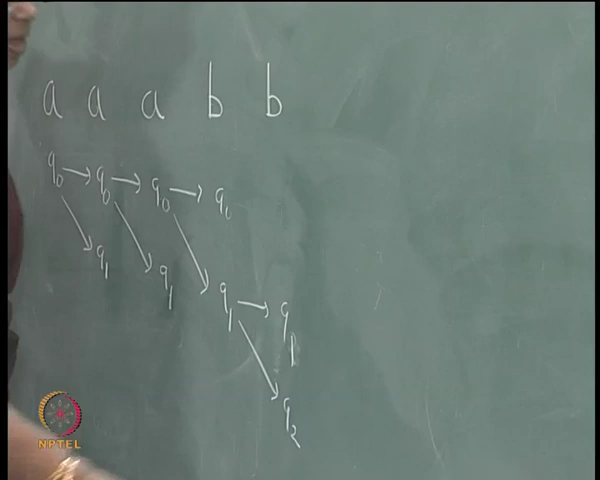 a a a b b
q0 → q0 → q0 → q0
q1 q1 q1 → q1
q2
NPTEL